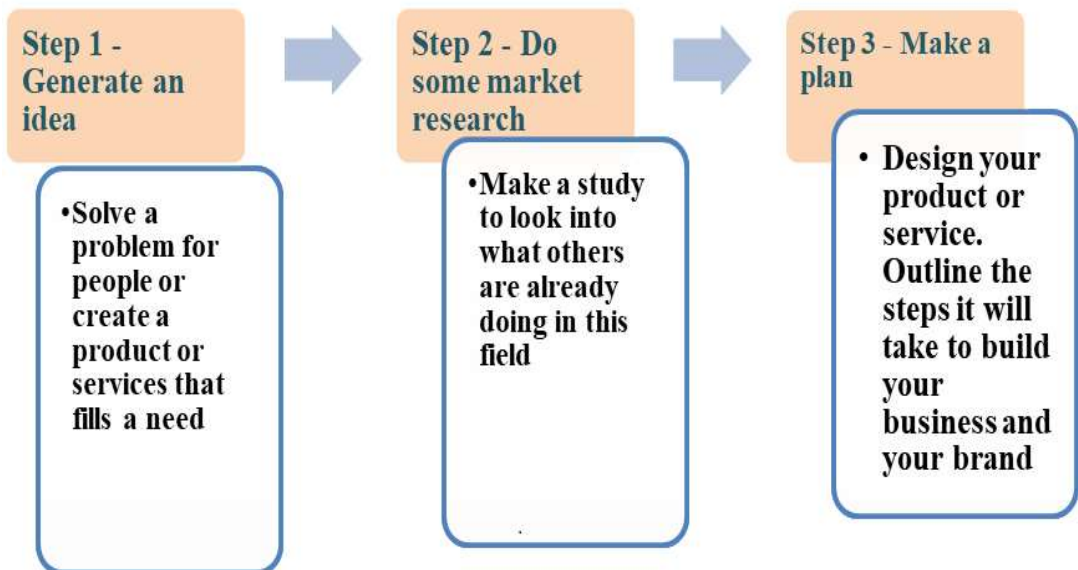 Step 1 -
Generate an
idea
•Solve a
problem for
people or
create a
product or
services that
fills a need
Step 2 - Do
some market
research
•Make a study
to look into
what others
are already
doing in this
field
.
Step 3 - Make a
plan
• Design your
product or
service.
Outline the
steps it will
take to build
your
business and
your brand